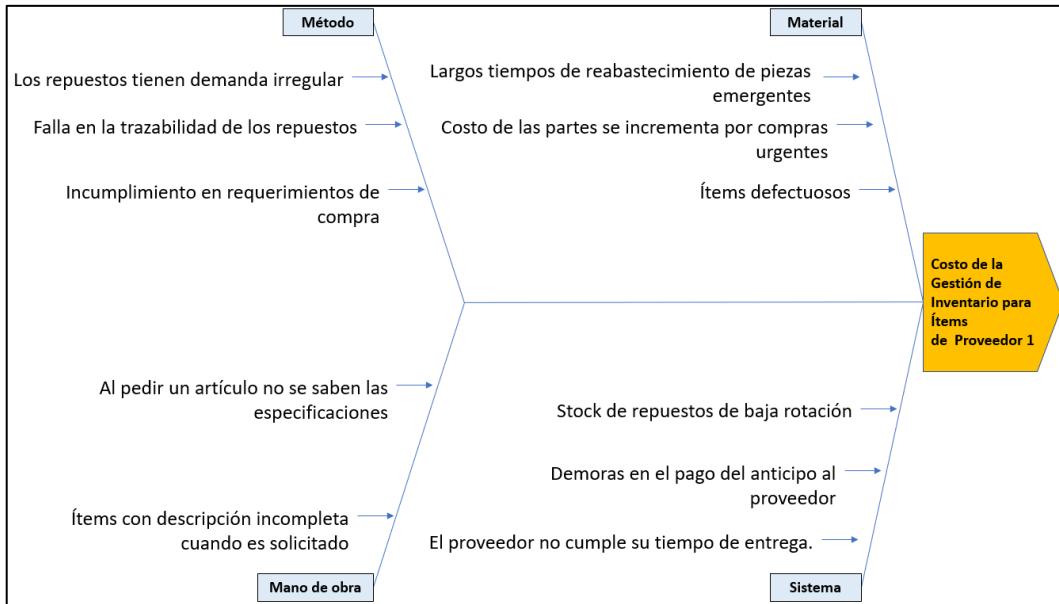 Método
Material
Los repuestos tienen demanda irregular
Falla en la trazabilidad de los repuestos
Incumplimiento en requerimientos de
compra
Largos tiempos de reabastecimiento de piezas
emergentes
Costo de las partes se incrementa por compras
urgentes
Ítems defectuosos
Costo de la
Gestión de
Inventario para
Ítems
de Proveedor 1
Al pedir un artículo no se saben las
especificaciones
Ítems con descripción incompleta
cuando es solicitado
Stock de repuestos de baja rotación
Demoras en el pago del anticipo al
proveedor
El proveedor no cumple su tiempo de entrega.
Mano de obra
Sistema